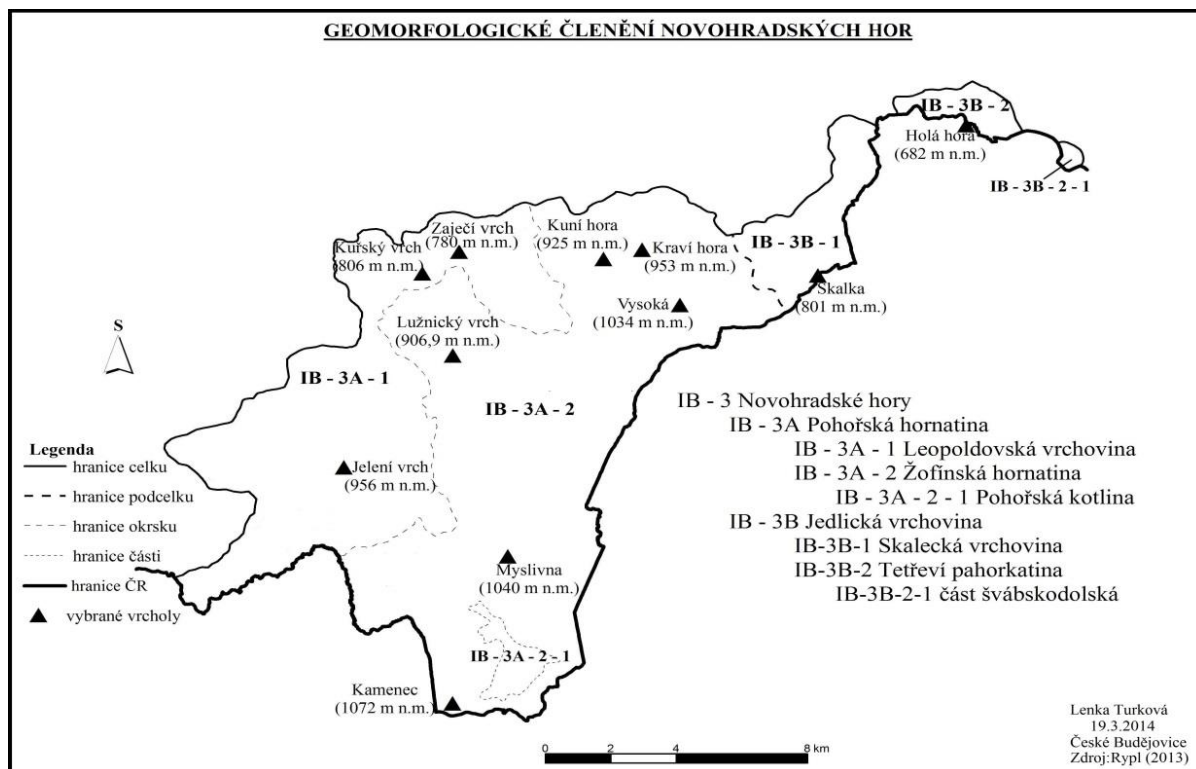 GEOMORFOLOGICKÉ ČLENĚNÍ NOVOHRADSKÝCH HOR
IB - 3B - 2
Holá hora
(682 m n.m.)
IB - 3B - 2 - 1
Zaječí vrch
(780 m n.m.)
Kuní hora
(925 m n.m.)
IB - 3B - 1
Kuřský vrch
(806 m n.m.)
Kraví hora
(953 m n.m.)
Skalka
(801 m n.m.)
Vysoká
(1034 m n.m.)
Lužnický vrch
(906,9 m n.m.)
S
IB - 3A - 1
IB - 3A - 2
IB - 3 Novohradské hory
IB - 3A Pohořská hornatina
IB - 3A - 1 Leopoldovská vrchovina
IB - 3A - 2 Žofínská hornatina
IB - 3A - 2 - 1 Pohořská kotlina
IB - 3B Jedlická vrchovina
IB-3B-1 Skalecká vrchovina
IB-3B-2 Tetřeví pahorkatina
IB-3B-2-1 část švábskodolská
Legenda
hranice celku
hranice podcelku
hranice okrsku
hranice části
hranice ČR
vybrané vrcholy
Jelení vrch
(956 m n.m.)
Myslivna
(1040 m n.m.)
IB - 3A - 2 - 1
Kamenec
(1072 m n.m.)
0 2 4 8 km
Lenka Turková
19.3.2014
České Budějovice
Zdroj:Rypl (2013)